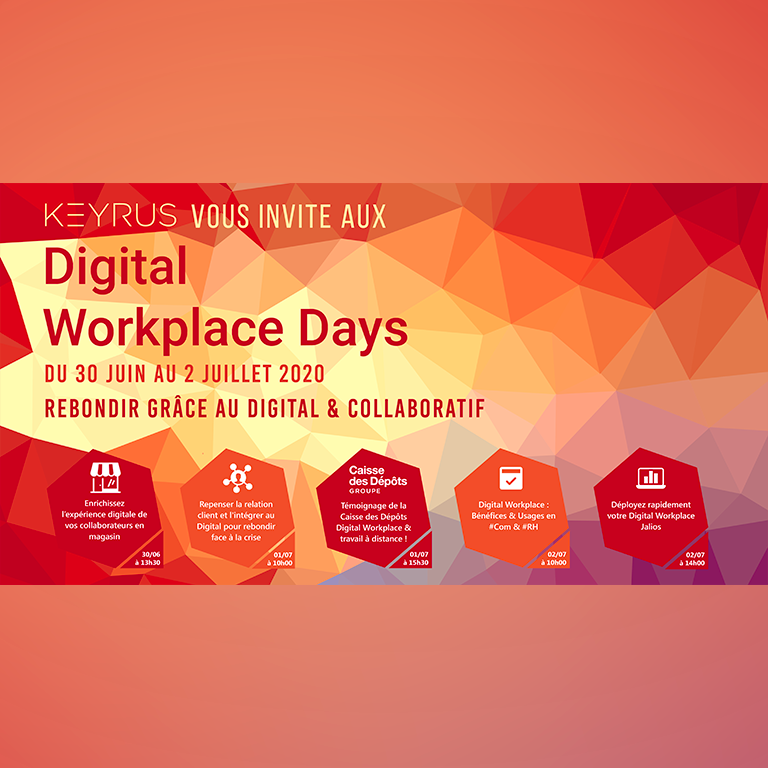 KEYRUS VOUS INVITE AUX
Digital
Workplace Days
DU 30 JUIN AU 2 JUILLET 2020
REBONDIR GRÂCE AU DIGITAL & COLLABORATIF
Enrichissez
l'expérience digitale de
vos collaborateurs en
magasin
30/06
à 13h30
Repenser la relation
client et l'intégrer au
Digital pour rebondir
face à la crise
01/07
à 10h00
Caisse
des Dépôts
GROUPE
Témoignage de la
Caisse des Dépôts
Digital Workplace &
travail à distance !
01/07
à 15h30
Digital Workplace :
Bénéfices & Usages en
#Com & #RH
02/07
à 10h00
Déployez rapidement
votre Digital Workplace
Jalios
02/07
à 14h00